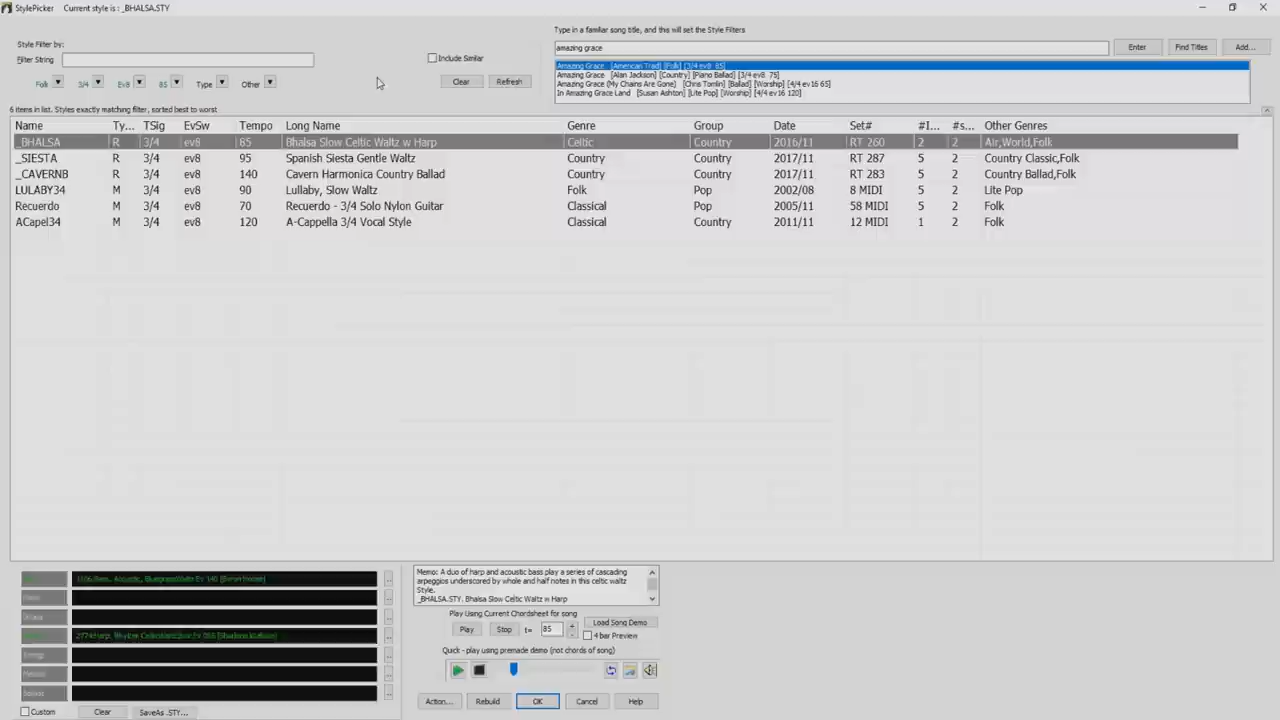 StylePicker Current style is : _BHALSA.STY
Type in a familiar song title, and this will set the Style Filters
Style Filter by:
amazing grace Enter Find Titles Add...
Filter String Include Similar
Amazing Grace [American Trad] [Folk] [3/4 ev8 85]
Amazing Grace [Alan Jackson] [Country] [Piano Ballad] [3/4 ev8 75]
Folk 3/4 Ev8 85 Type Other Clear Refresh
Amazing Grace (My Chains Are Gone) [Chris Tomlin] [Ballad] [Worship] [4/4 ev16 65]
In Amazing Grace Land [Susan Ashton] [Lite Pop] [Worship] [4/4 ev16 120]
6 items in list. Styles exactly matching filter, sorted best to worst
Name Ty... TSig EvSw Tempo Long Name Genre Group Date Set# #I... #s... Other Genres
_BHALSA R 3/4 ev8 85 Bhalsa Slow Celtic Waltz w Harp Celtic Country 2016/11 RT 260 2 2 Air,World,Folk
_SIESTA R 3/4 ev8 95 Spanish Siesta Gentle Waltz Country Country 2017/11 RT 287 5 2 Country Classic,Folk
_CAVERNB R 3/4 ev8 140 Cavern Harmonica Country Ballad Country Country 2017/11 RT 283 5 2 Country Ballad,Folk
LULABY34 M 3/4 ev8 90 Lullaby, Slow Waltz Folk Pop 2002/08 8 MIDI 5 2 Lite Pop
Recuerdo M 3/4 ev8 70 Recuerdo - 3/4 Solo Nylon Guitar Classical Pop 2005/11 58 MIDI 5 2 Folk
ACapel34 M 3/4 ev8 120 A-Cappella 3/4 Vocal Style Classical Country 2011/11 12 MIDI 1 2 Folk
Memo: A duo of harp and acoustic bass play a series of cascading
arpeggios underscored by whole and half notes in this celtic waltz
Style.
_BHALSA.STY. Bhalsa Slow Celtic Waltz w Harp
Play Using Current Chordsheet for song
Play Stop t= 85 Load Song Demo
4 bar Preview
Quick - play using premade demo (not chords of song)
Action... Rebuild OK Cancel Help
Custom Clear SaveAs .STY...